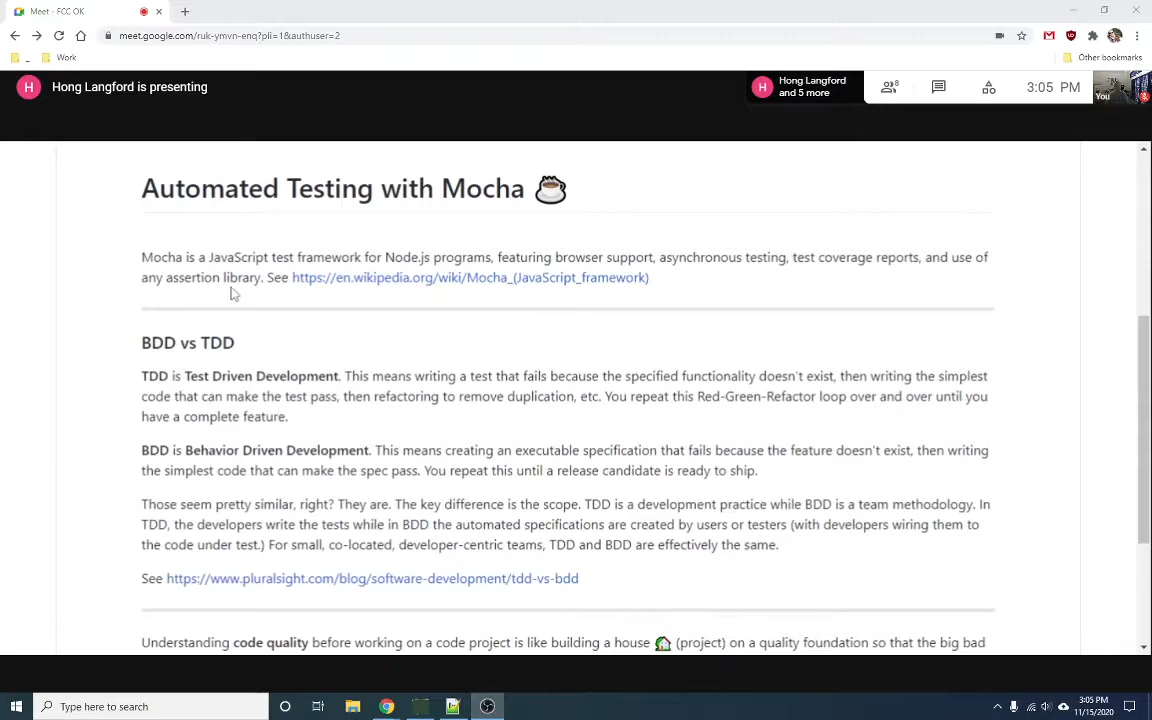 Meet - FCC OK
meet.google.com/ruk-ymvn-enq?pli=1&authuser=2
Work
Other bookmarks
H
Hong Langford is presenting
H
Hong Langford
and 5 more
8
3:05 PM
You
Automated Testing with Mocha
Mocha is a JavaScript test framework for Node.js programs, featuring browser support, asynchronous testing, test coverage reports, and use of
any assertion library. See https://en.wikipedia.org/wiki/Mocha_(JavaScript_framework)
BDD vs TDD
TDD is Test Driven Development. This means writing a test that fails because the specified functionality doesn't exist, then writing the simplest
code that can make the test pass, then refactoring to remove duplication, etc. You repeat this Red-Green-Refactor loop over and over until you
have a complete feature.
BDD is Behavior Driven Development. This means creating an executable specification that fails because the feature doesn't exist, then writing
the simplest code that can make the spec pass. You repeat this until a release candidate is ready to ship.
Those seem pretty similar, right? They are. The key difference is the scope. TDD is a development practice while BDD is a team methodology. In
TDD, the developers write the tests while in BDD the automated specifications are created by users or testers (with developers wiring them to
the code under test.) For small, co-located, developer-centric teams, TDD and BDD are effectively the same.
See https://www.pluralsight.com/blog/software-development/tdd-vs-bdd
Understanding code quality before working on a code project is like building a house (project) on a quality foundation so that the big bad
Type here to search
3:05 PM
11/15/2020